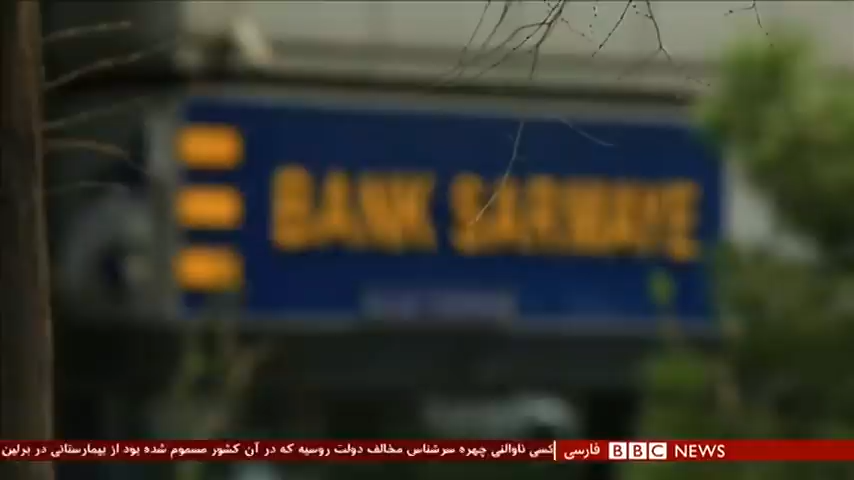 BANK SARMAYE
کسی ناوالنی چهره سرشناس مخالف دولت روسیه که در آن کشور مسموم شده بود از بیمارستانی در برلین
فارسی BBC NEWS